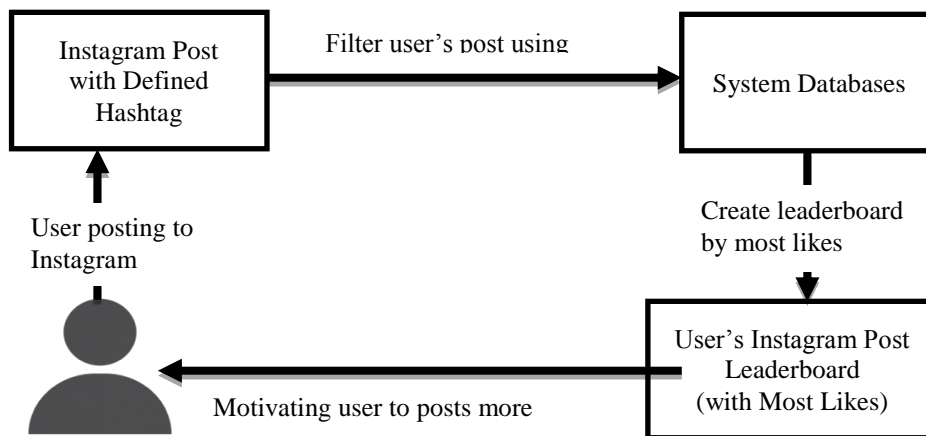 Instagram Post
with Defined
Hashtag
Filter user's post using
System Databases
User posting to
Instagram
Create leaderboard
by most likes
User's Instagram Post
Leaderboard
(with Most Likes)
Motivating user to posts more